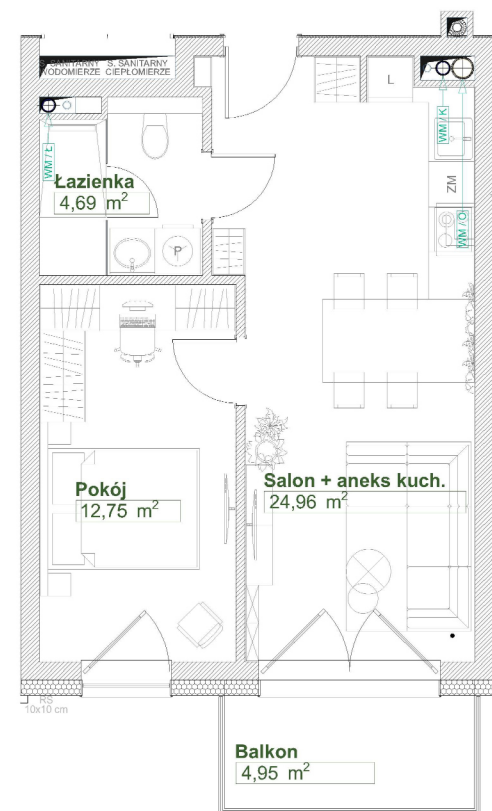 S. SANITARNY S. SANITARNY
WODOMIERZE CIEPŁOMIERZE
L
WM / K
WM / Ł
Łazienka
4,69 m²
ZM
WM / O
P
Pokój
12,75 m²
Salon + aneks kuch.
24,96 m²
RS
10x10 cm
Balkon
4,95 m²